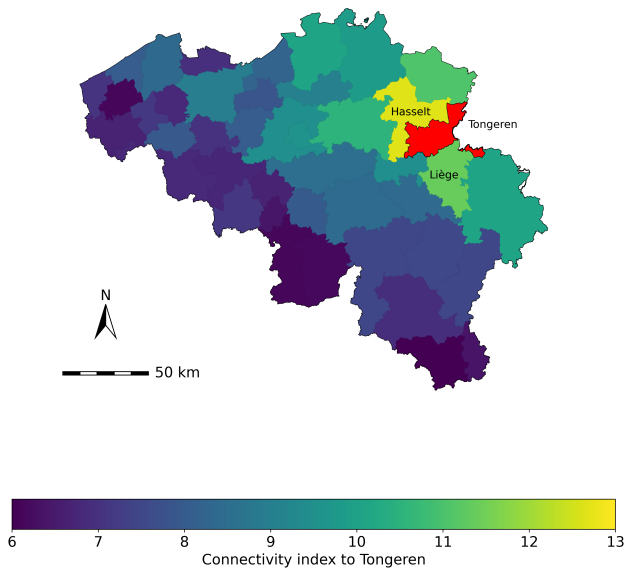 Hasselt
Tongeren
Liège
N
50 km
6 7 8 9 10 11 12 13
Connectivity index to Tongeren